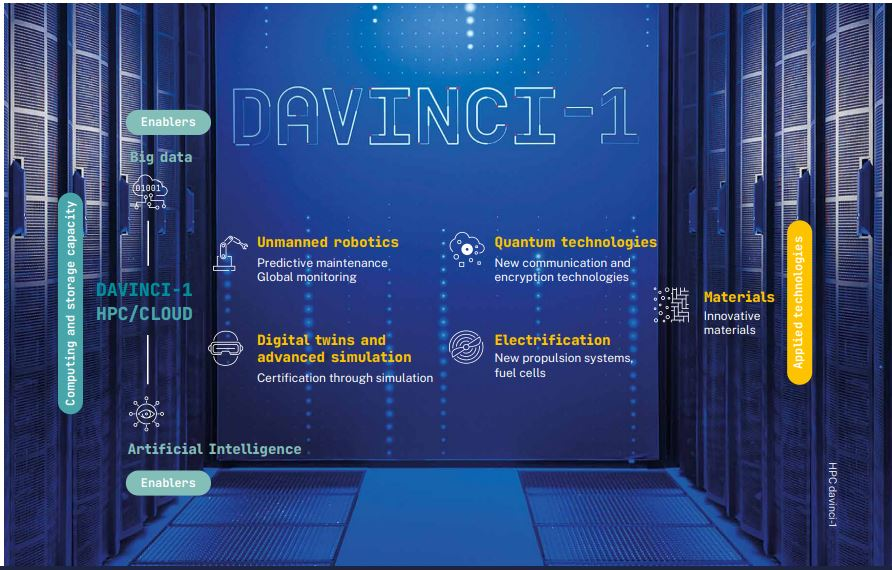 DAVINCI-1
Enablers
Big data
01001
Computing and storage capacity
DAVINCI-1
HPC/CLOUD
Artificial Intelligence
Enablers
Unmanned robotics
Predictive maintenance
Global monitoring
Quantum technologies
New communication and
encryption technologies
Digital twins and
advanced simulation
Certification through simulation
Electrification
New propulsion systems,
fuel cells
Materials
Innovative
materials
Applied technologies
HPC davinci-1